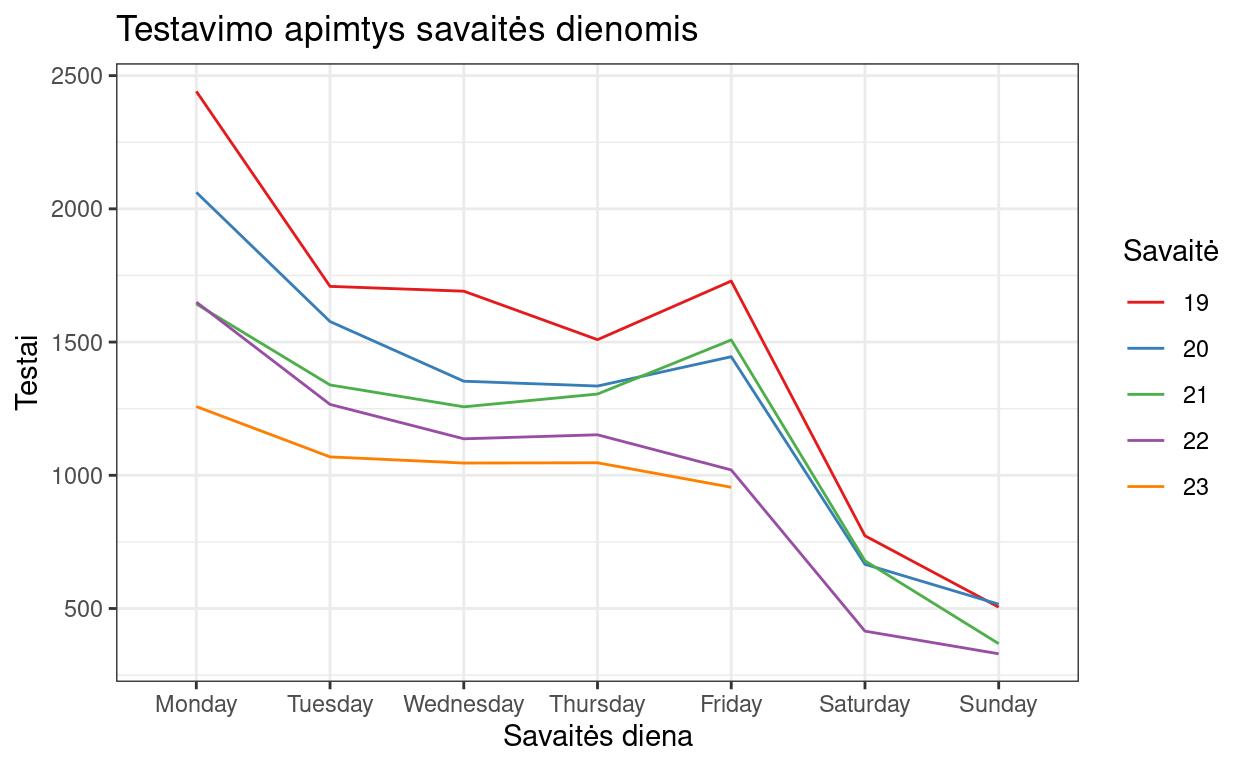 Testavimo apimtys savaitės dienomis
2500
2000
1500
1000
500
Testai
Monday Tuesday Wednesday Thursday Friday Saturday Sunday
Savaitės diena
Savaitė
19
20
21
22
23